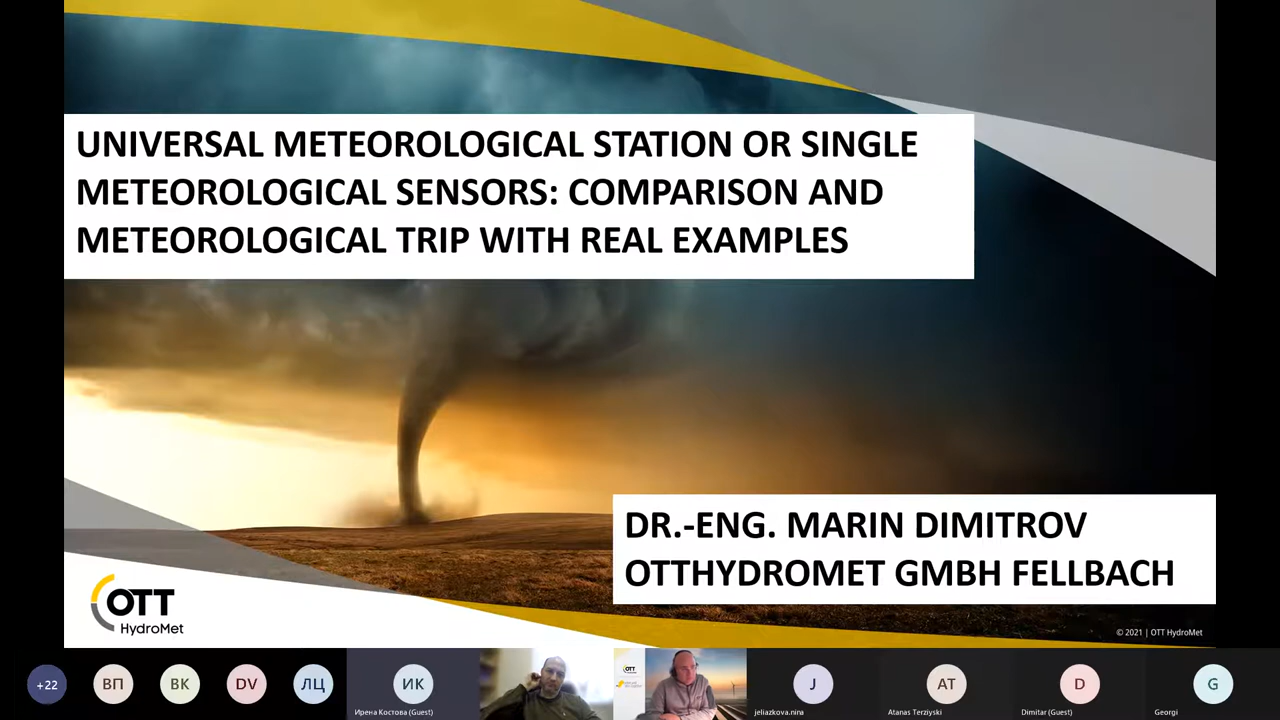 UNIVERSAL METEOROLOGICAL STATION OR SINGLE
METEOROLOGICAL SENSORS: COMPARISON AND
METEOROLOGICAL TRIP WITH REAL EXAMPLES
DR.-ENG. MARIN DIMITROV
OTTHYDROMET GMBH FELLBACH
OTT
HydroMet
© 2021 | OTT HydroMet
+22
ВП
ВК
DV
ЛЦ
ИК
Ирена Костова (Guest)
OTT
J
jeliazkova.nina
AT
Atanas Terziyski
D
Dimitar (Guest)
G
Georgi